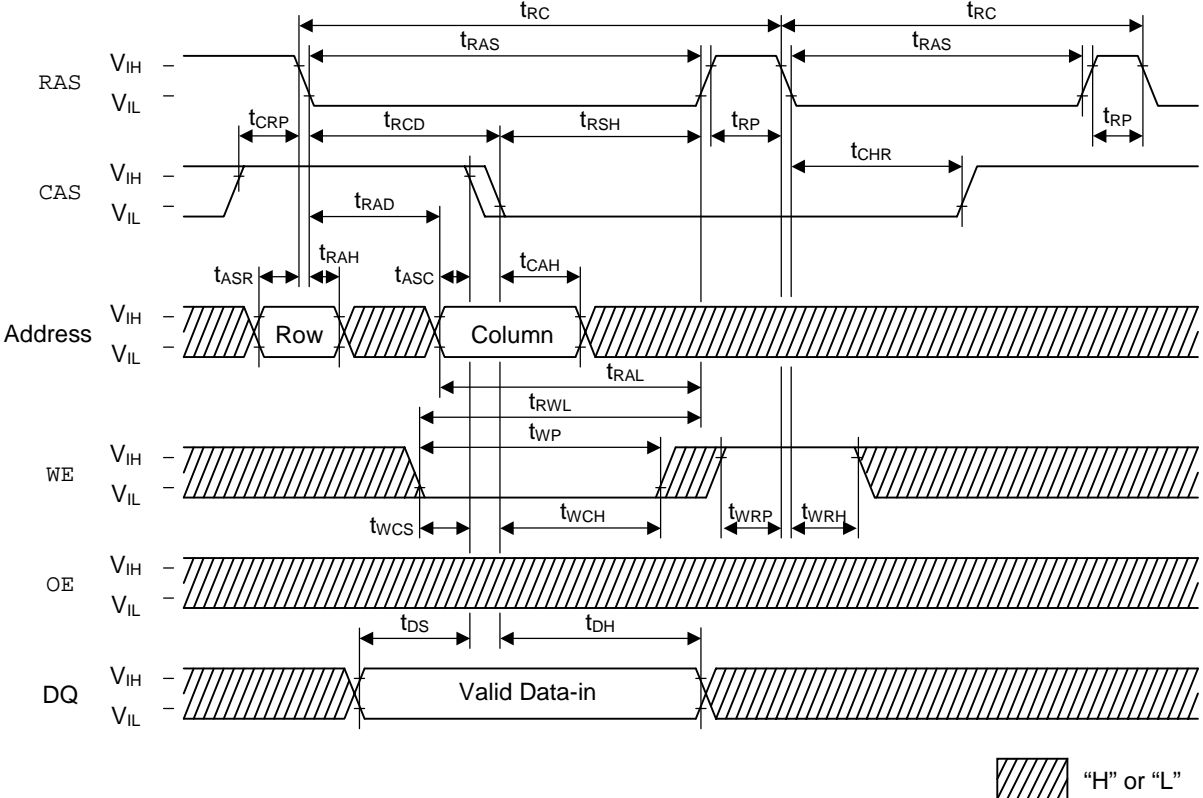 tRC tRC
tRAS tRAS
RAS VIH
VIL
tCRP tRCD tRSH tRP tRP
CAS VIH
VIL
tCHR
tRAD
tASR tRAH tASC tCAH
Address VIH
VIL
Row Column
tRAL
tRWL
tWP
WE VIH
VIL
tWCS tWCH tWRP tWRH
OE VIH
VIL
tDS tDH
DQ VIH
VIL
Valid Data-in
“H” or “L”